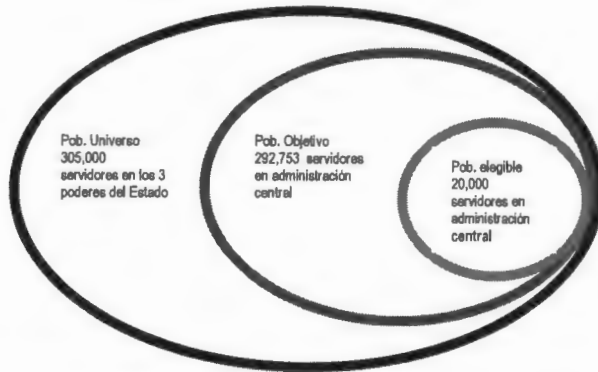 Pob. Universo
305,000
servidores en los 3
poderes del Estado
Pob. Objetivo
292,753 servidores
en administración
central
Pob. elegible
20,000
servidores en
administración
central